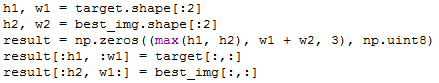 h1, w1 = target.shape[:2]
h2, w2 = best_img.shape[:2]
result = np.zeros((max(h1, h2), w1 + w2, 3), np.uint8)
result[:h1, :w1] = target[:,:]
result[:h2, w1:] = best_img[:,:]